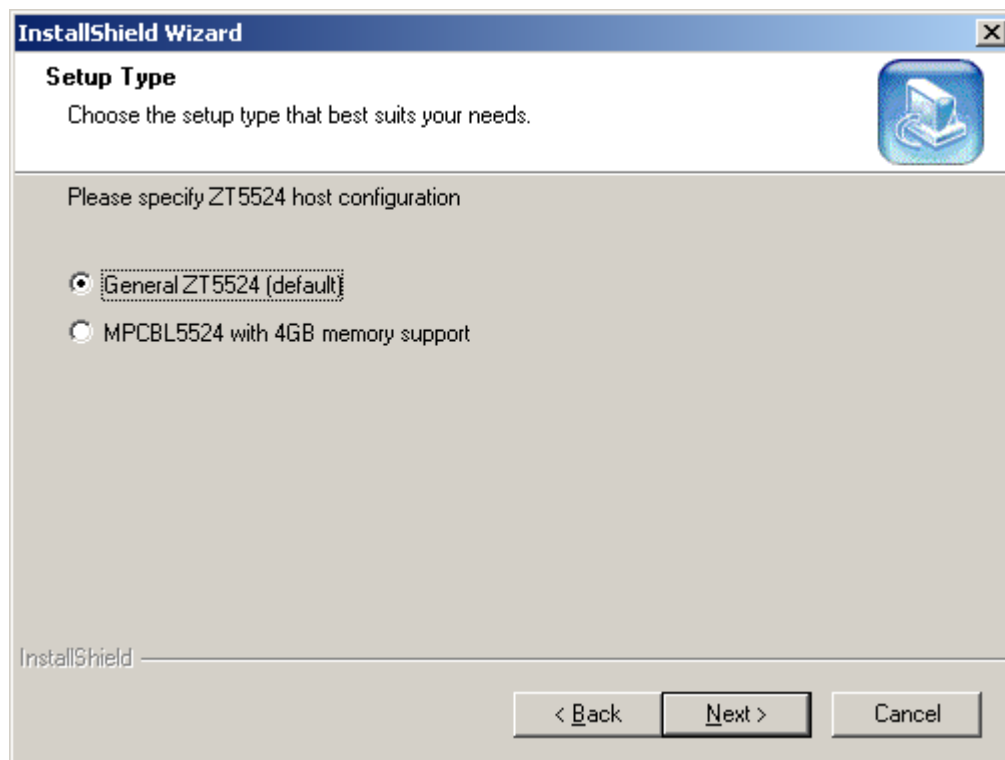 InstallShield Wizard
Setup Type
Choose the setup type that best suits your needs.
Please specify ZT5524 host configuration
General ZT5524 (default)
MPCBL5524 with 4GB memory support
InstallShield
< Back Next > Cancel